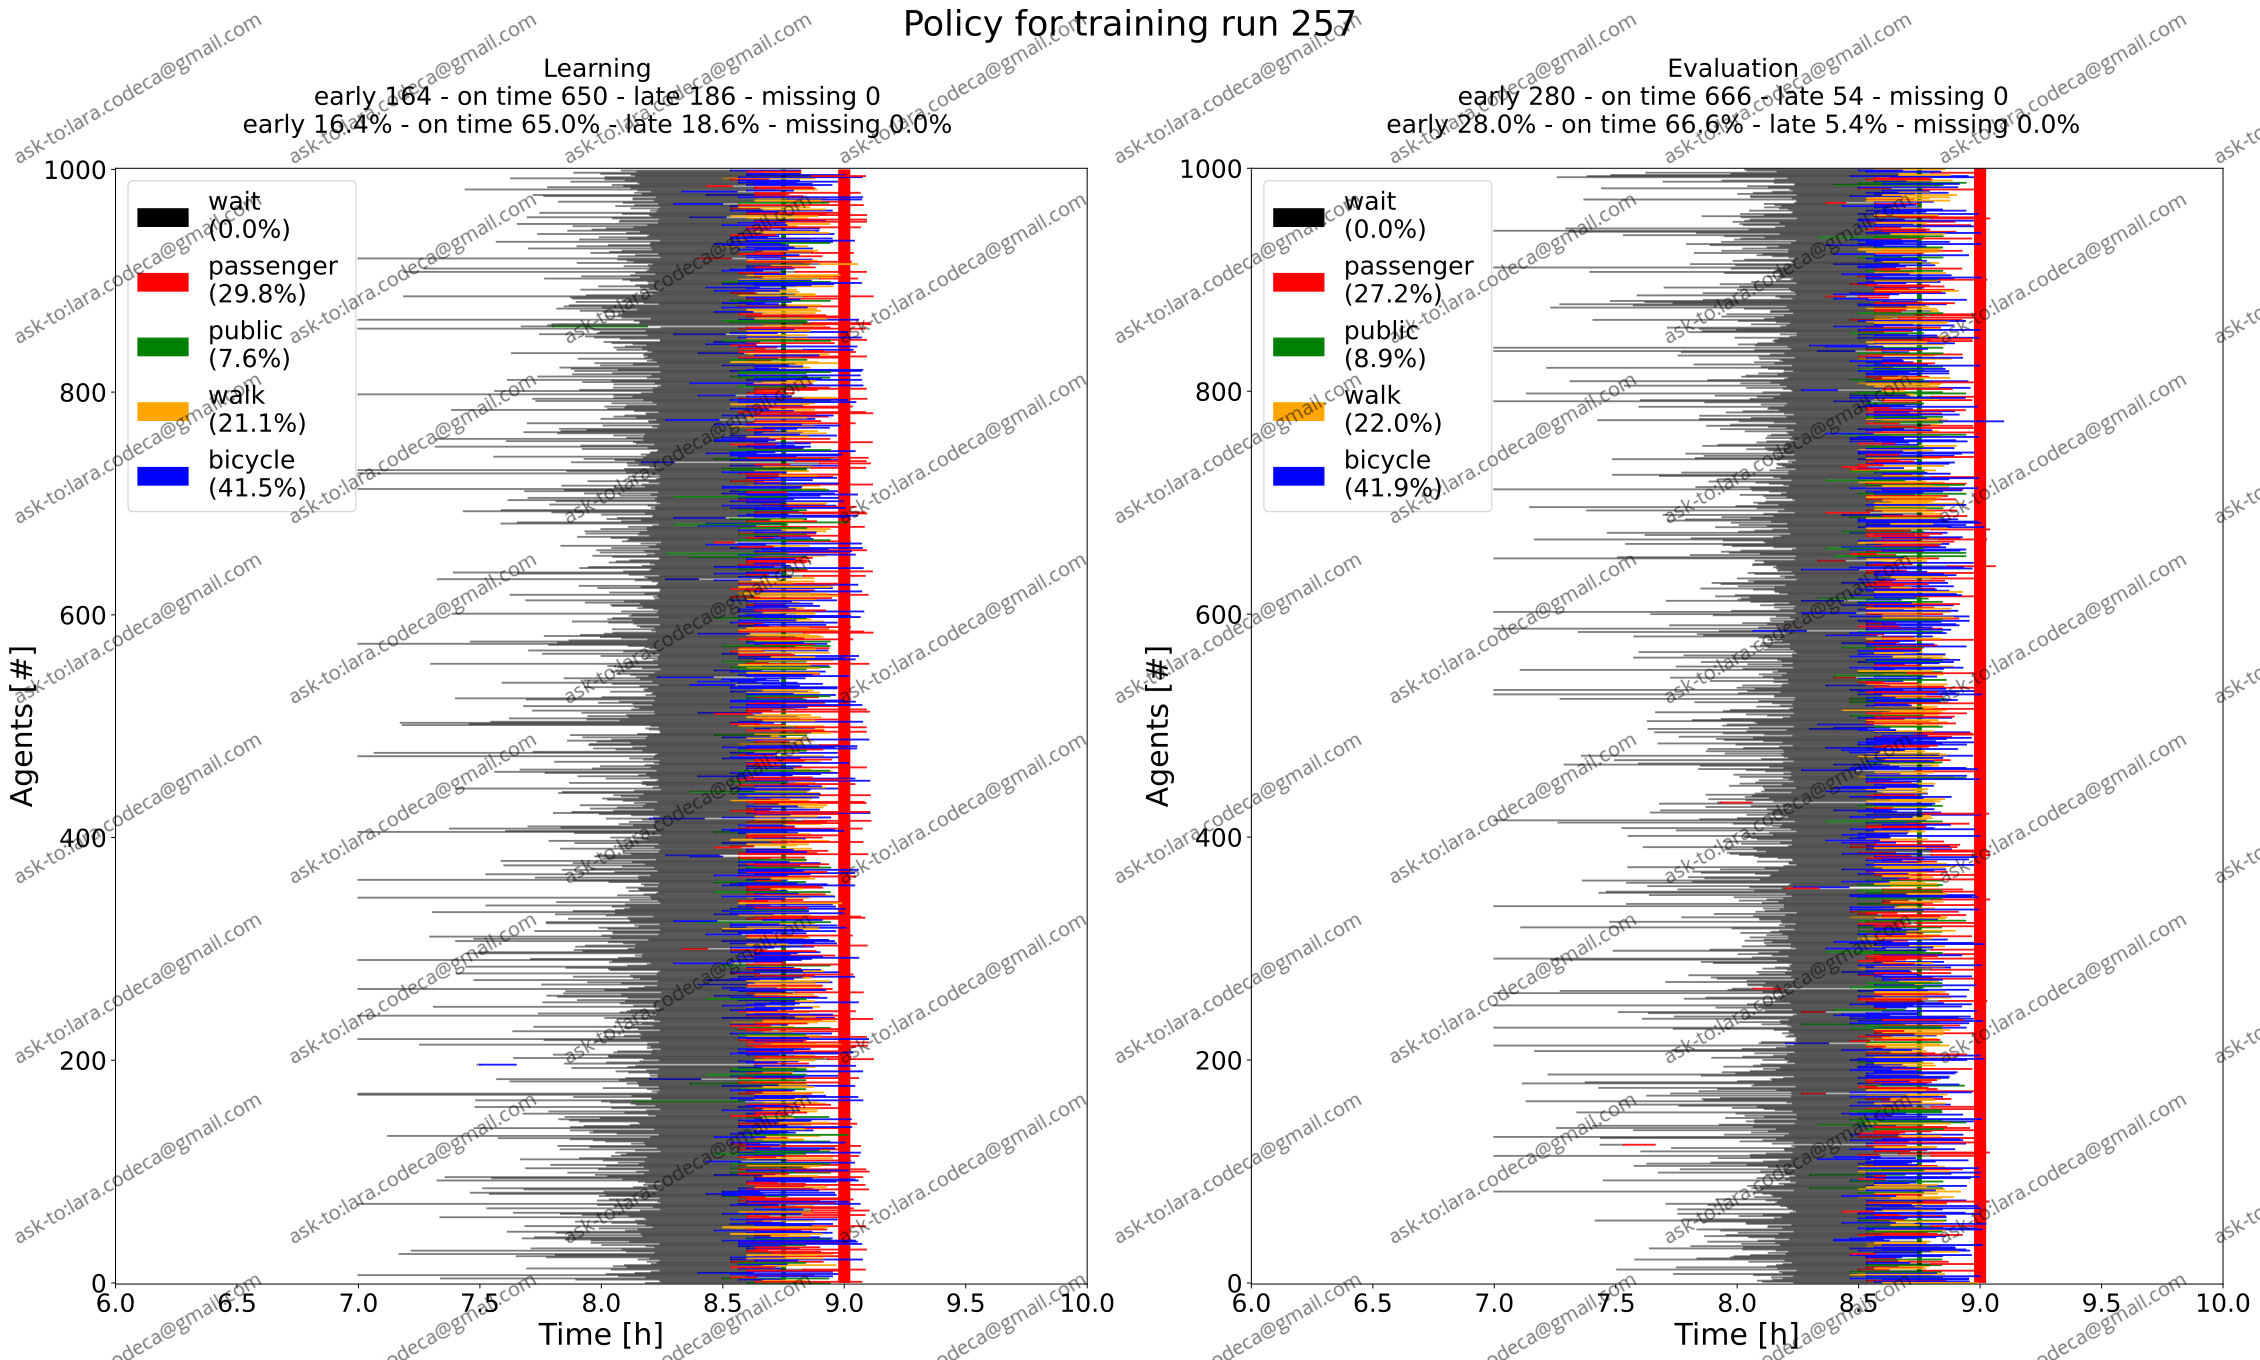 Policy for training run 257
Learning
early 164 - on time 650 - late 186 - missing 0
early 16.4% - on time 65.0% - late 18.6% - missing 0.0%
1000
800
600
400
200
0
Agents [#]
wait
(0.0%)
passenger
(29.8%)
public
(7.6%)
walk
(21.1%)
bicycle
(41.5%)
6.0 6.5 7.0 7.5 8.0 8.5 9.0 9.5 10.0
Time [h]
Evaluation
early 280 - on time 666 - late 54 - missing 0
early 28.0% - on time 66.6% - late 5.4% - missing 0.0%
1000
800
600
400
200
0
Agents [#]
wait
(0.0%)
passenger
(27.2%)
public
(8.9%)
walk
(22.0%)
bicycle
(41.9%)
6.0 6.5 7.0 7.5 8.0 8.5 9.0 9.5 10.0
Time [h]
ask-to:lara.codeca@gmail.com